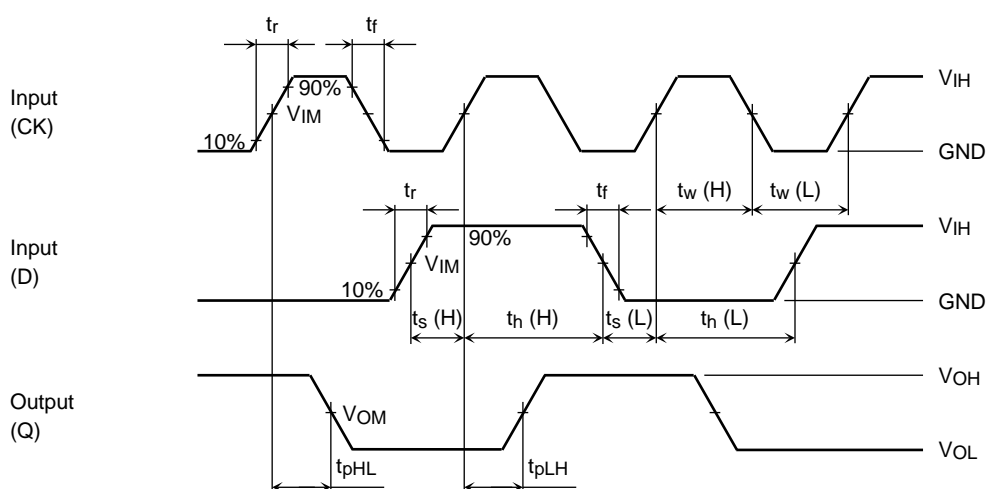 tr tf
Input
(CK)
90%
VIM
10%
VIH
GND
tr tf tw (H) tw (L)
Input
(D)
90%
VIM
10%
VIH
GND
ts (H) th (H) ts (L) th (L)
Output
(Q)
VOM
VOH
VOL
tpHL tpLH